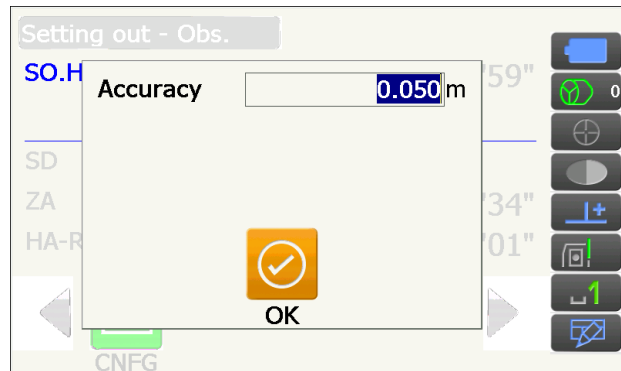 Setting out - Obs.
SO.H
'59"
Accuracy
0.050 m
0
SD
ZA
'34"
HA-R
'01"
1
OK
CNFG